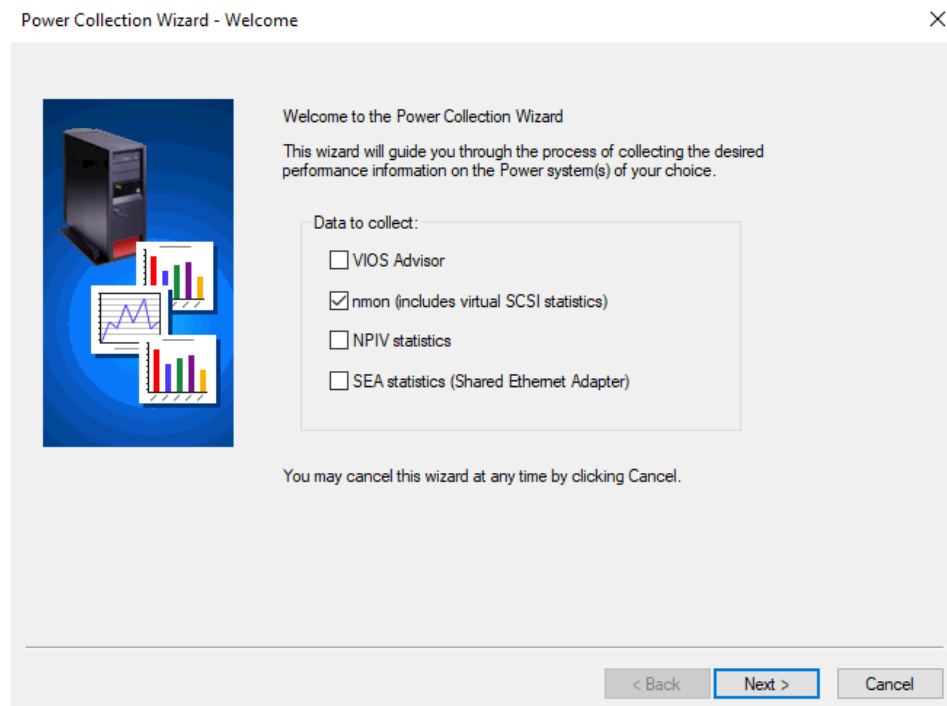 Power Collection Wizard - Welcome
Welcome to the Power Collection Wizard
This wizard will guide you through the process of collecting the desired
performance information on the Power system(s) of your choice.
Data to collect:
VIOS Advisor
nmon (includes virtual SCSI statistics)
NPIV statistics
SEA statistics (Shared Ethernet Adapter)
You may cancel this wizard at any time by clicking Cancel.
< Back
Next >
Cancel